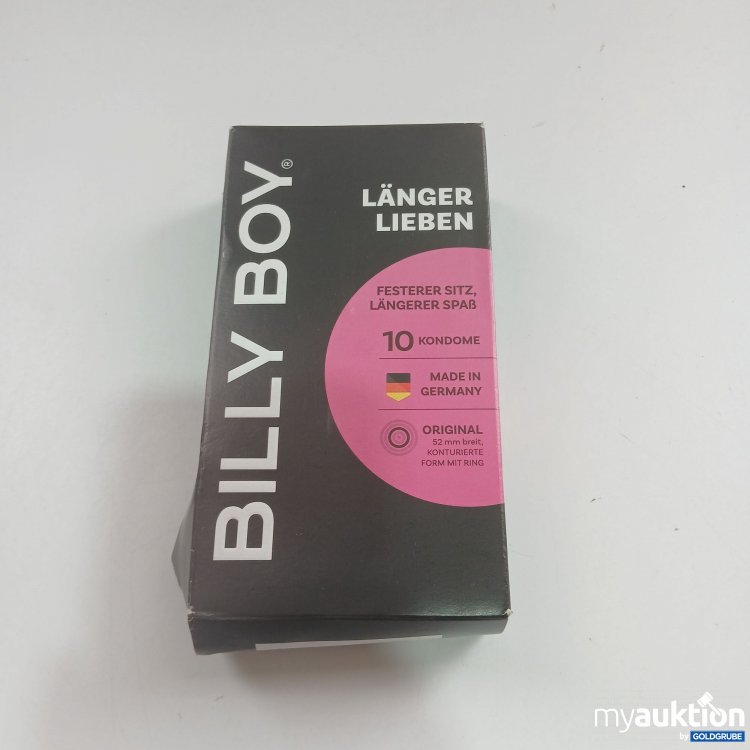 BILLY BOY®
LÄNGER
LIEBEN
FESTERER SITZ,
LÄNGERER SPAß
10 KONDOME
MADE IN
GERMANY
ORIGINAL
52 mm breit,
KONTURIERTE
FORM MIT RING
myauktion
by GOLDGRUBE